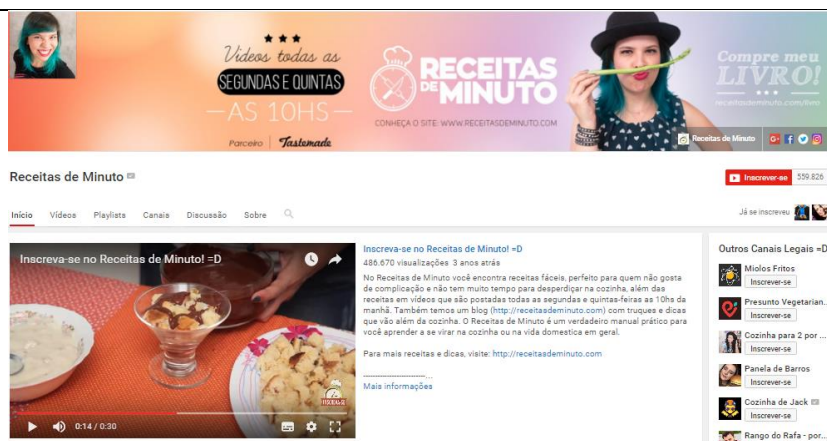 Vídeos todas as
SEGUNDAS E QUINTAS
AS 10HS
Parceiro Tastemade
RECEITAS
DE MINUTO
CONHEÇA O SITE: WWW.RECEITASDEMINUTO.COM
Compre meu
LIVRO!
receitasdeminuto.com/livro
Receitas de Minuto
Receitas de Minuto
Inscrever-se 559.826
Já se inscreveu
Início Vídeos Playlists Canais Discussão Sobre
Inscreva-se no Receitas de Minuto! =D
0:14 / 0:30
Inscreva-se no Receitas de Minuto! =D
486.670 visualizações 3 anos atrás
No Receitas de Minuto você encontra receitas fáceis, perfeito para quem não gosta
de complicação e não tem muito tempo para desperdiçar na cozinha, além das
receitas em vídeos que são postadas todas as segundas e quintas-feiras as 10hs da
manhã. Também temos um blog (http://receitasdeminuto.com) com truques e dicas
que vão além da cozinha. O Receitas de Minuto é um verdadeiro manual prático para
você aprender a se virar na cozinha ou na vida domestica em geral.
Para mais receitas e dicas, visite: http://receitasdeminuto.com
-----------------------------...
Mais informações
Outros Canais Legais =D
Miolos Fritos
Inscrever-se
Presunto Vegetarian...
Inscrever-se
Cozinha para 2 por ...
Inscrever-se
Panela de Barros
Inscrever-se
Cozinha de Jack
Inscrever-se
Rango do Rafa - por...